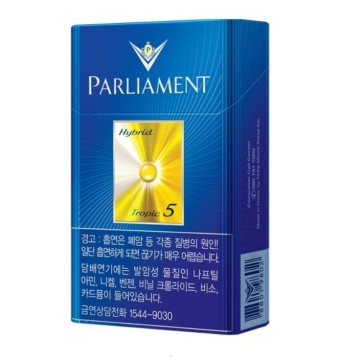 P
PARLIAMENT
Hybrid
Tropic 5
경고 : 흡연은 폐암 등 각종 질병의 원인!
일단 흡연하게 되면 끊기가 매우 어렵습니다.
담배연기에는 발암성 물질인 나프틸
아민, 니켈, 벤젠, 비닐 크롤라이드, 비소,
카드뮴이 들어있습니다.
금연상담전화 1544-9030
Consumer Call Center